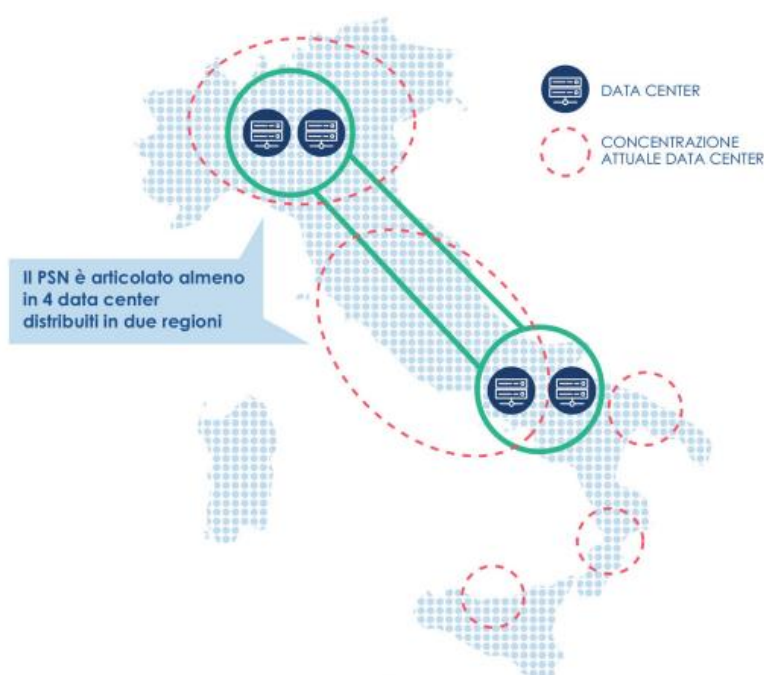 DATA CENTER
CONCENTRAZIONE
ATTUALE DATA CENTER
Il PSN è articolato almeno
in 4 data center
distribuiti in due regioni